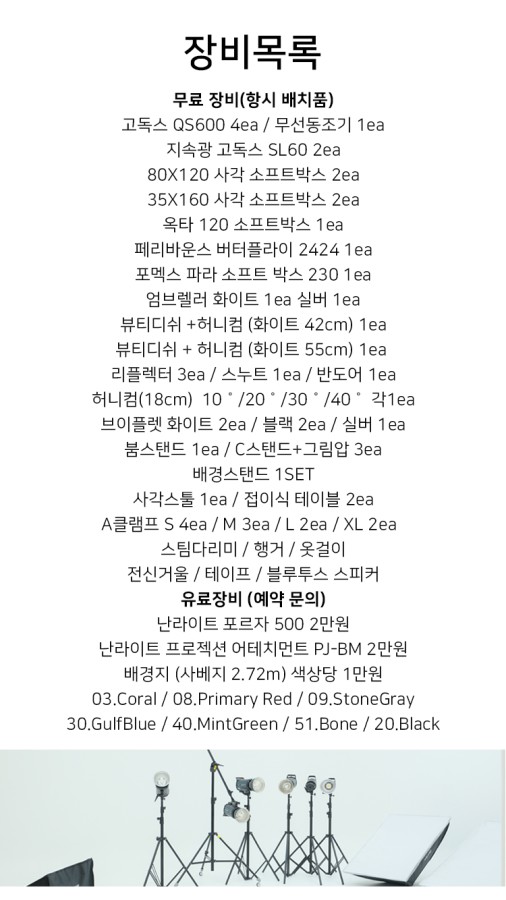 장비목록
무료 장비(항시 배치품)
고독스 QS600 4ea / 무선동조기 1ea
지속광 고독스 SL60 2ea
80X120 사각 소프트박스 2ea
35X160 사각 소프트박스 2ea
옥타 120 소프트박스 1ea
페리바운스 버터플라이 2424 1ea
포멕스 파라 소프트 박스 230 1ea
엄브렐러 화이트 1ea 실버 1ea
뷰티디쉬 +허니컴 (화이트 42cm) 1ea
뷰티디쉬 + 허니컴 (화이트 55cm) 1ea
리플렉터 3ea / 스누트 1ea / 반도어 1ea
허니컴(18cm)  10 ˚ /20 ˚ /30 ˚ /40 ˚  각1ea
브이플렛 화이트 2ea / 블랙 2ea / 실버 1ea
붐스탠드 1ea / C스탠드+그림압 3ea
배경스탠드 1SET
사각스툴 1ea / 접이식 테이블 2ea
A클램프 S 4ea / M 3ea / L 2ea / XL 2ea
스팀다리미 / 행거 / 옷걸이
전신거울 / 테이프 / 블루투스 스피커
유료장비 (예약 문의)
난라이트 포르자 500 2만원
난라이트 프로젝션 어테치먼트 PJ-BM 2만원
배경지 (사베지 2.72m) 색상당 1만원
03.Coral / 08.Primary Red / 09.StoneGray
30.GulfBlue / 40.MintGreen / 51.Bone / 20.Black